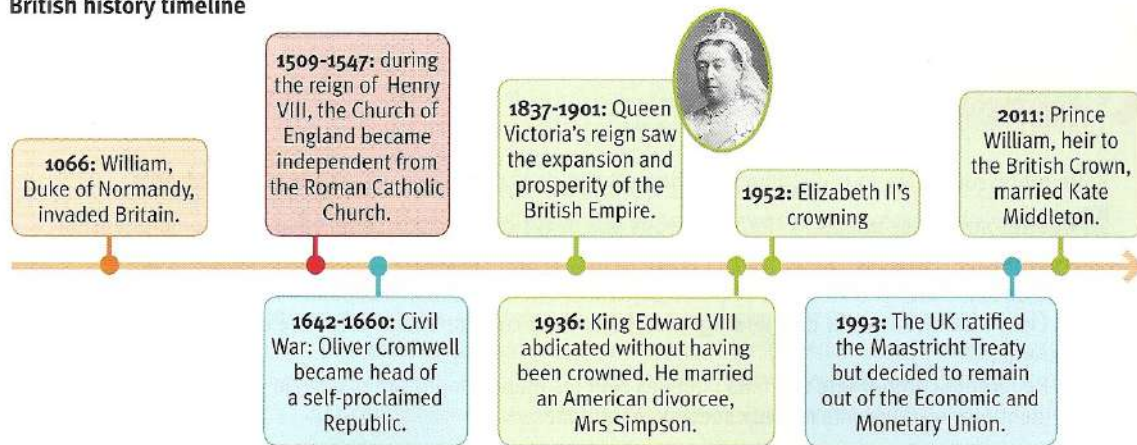 British history timeline
1066: William,
Duke of Normandy,
invaded Britain.
1509-1547: during
the reign of Henry
VIII, the Church of
England became
independent from
the Roman Catholic
Church.
1642-1660: Civil
War: Oliver Cromwell
became head of
a self-proclaimed
Republic.
1837-1901: Queen
Victoria's reign saw
the expansion and
prosperity of the
British Empire.
1936: King Edward VIII
abdicated without having
been crowned. He married
an American divorcee,
Mrs Simpson.
1952: Elizabeth II's
crowning
1993: The UK ratified
the Maastricht Treaty
but decided to remain
out of the Economic and
Monetary Union.
2011: Prince
William, heir to
the British Crown,
married Kate
Middleton.